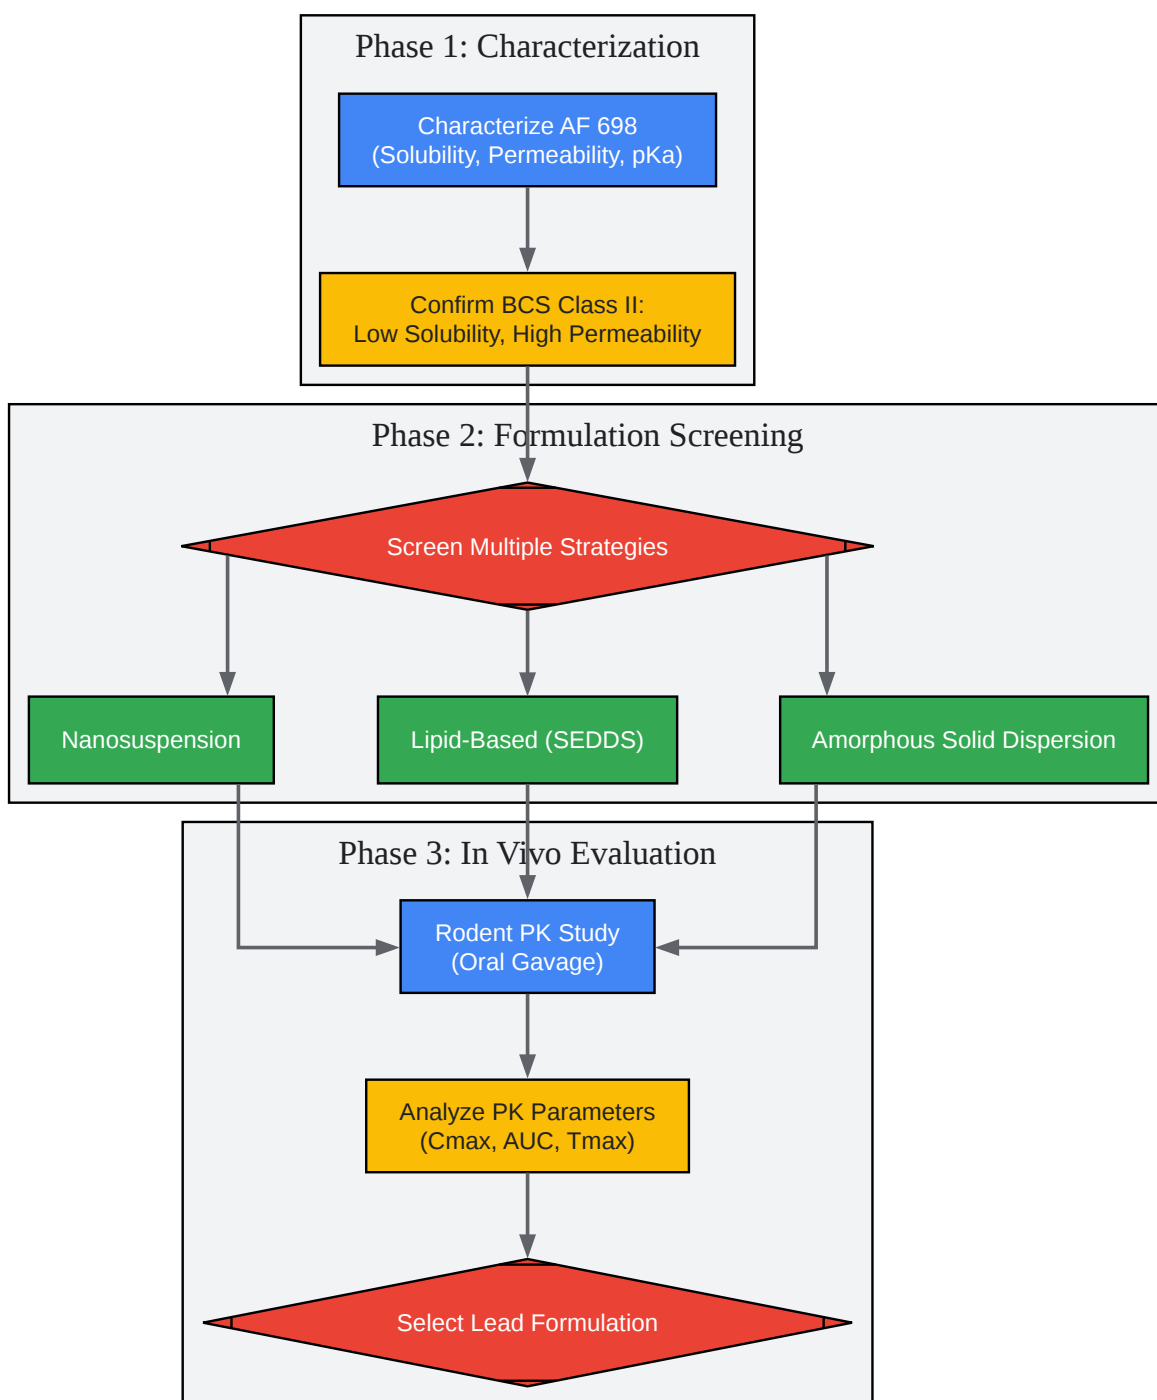 Phase 1: Characterization
Characterize AF 698
(Solubility, Permeability, pKa)
Confirm BCS Class II:
Low Solubility, High Permeability
Phase 2: Formulation Screening
Screen Multiple Strategies
Nanosuspension
Lipid-Based (SEDDS)
Amorphous Solid Dispersion
Phase 3: In Vivo Evaluation
Rodent PK Study
(Oral Gavage)
Analyze PK Parameters
(Cmax, AUC, Tmax)
Select Lead Formulation